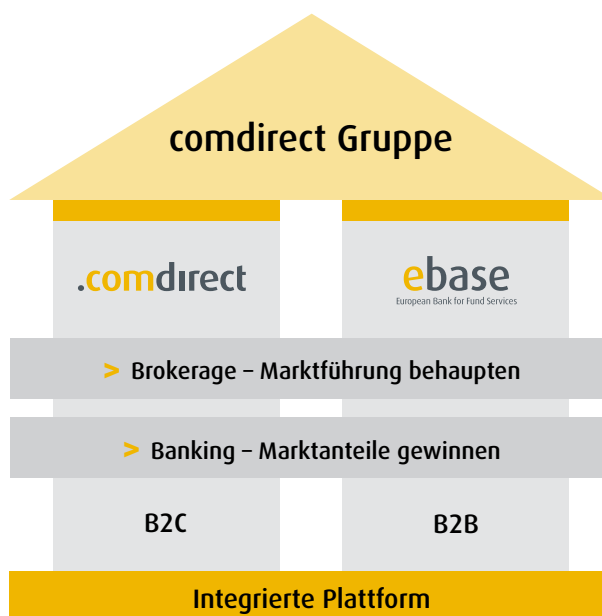 comdirect Gruppe
.comdirect
ebase
European Bank for Fund Services
> Brokerage – Marktführung behaupten
> Banking – Marktanteile gewinnen
B2C
B2B
Integrierte Plattform